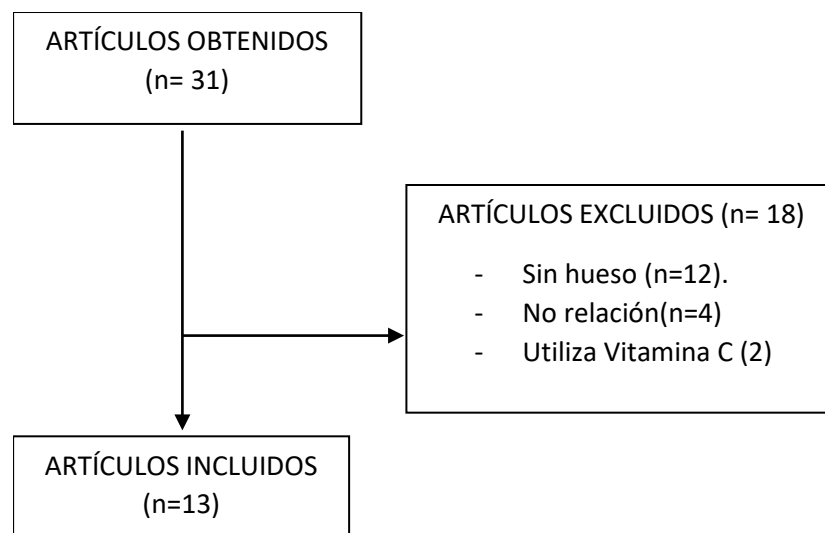 ARTÍCULOS OBTENIDOS
(n= 31)
ARTÍCULOS EXCLUIDOS (n= 18)
- Sin hueso (n=12).
- No relación(n=4)
- Utiliza Vitamina C (2)
ARTÍCULOS INCLUIDOS
(n=13)